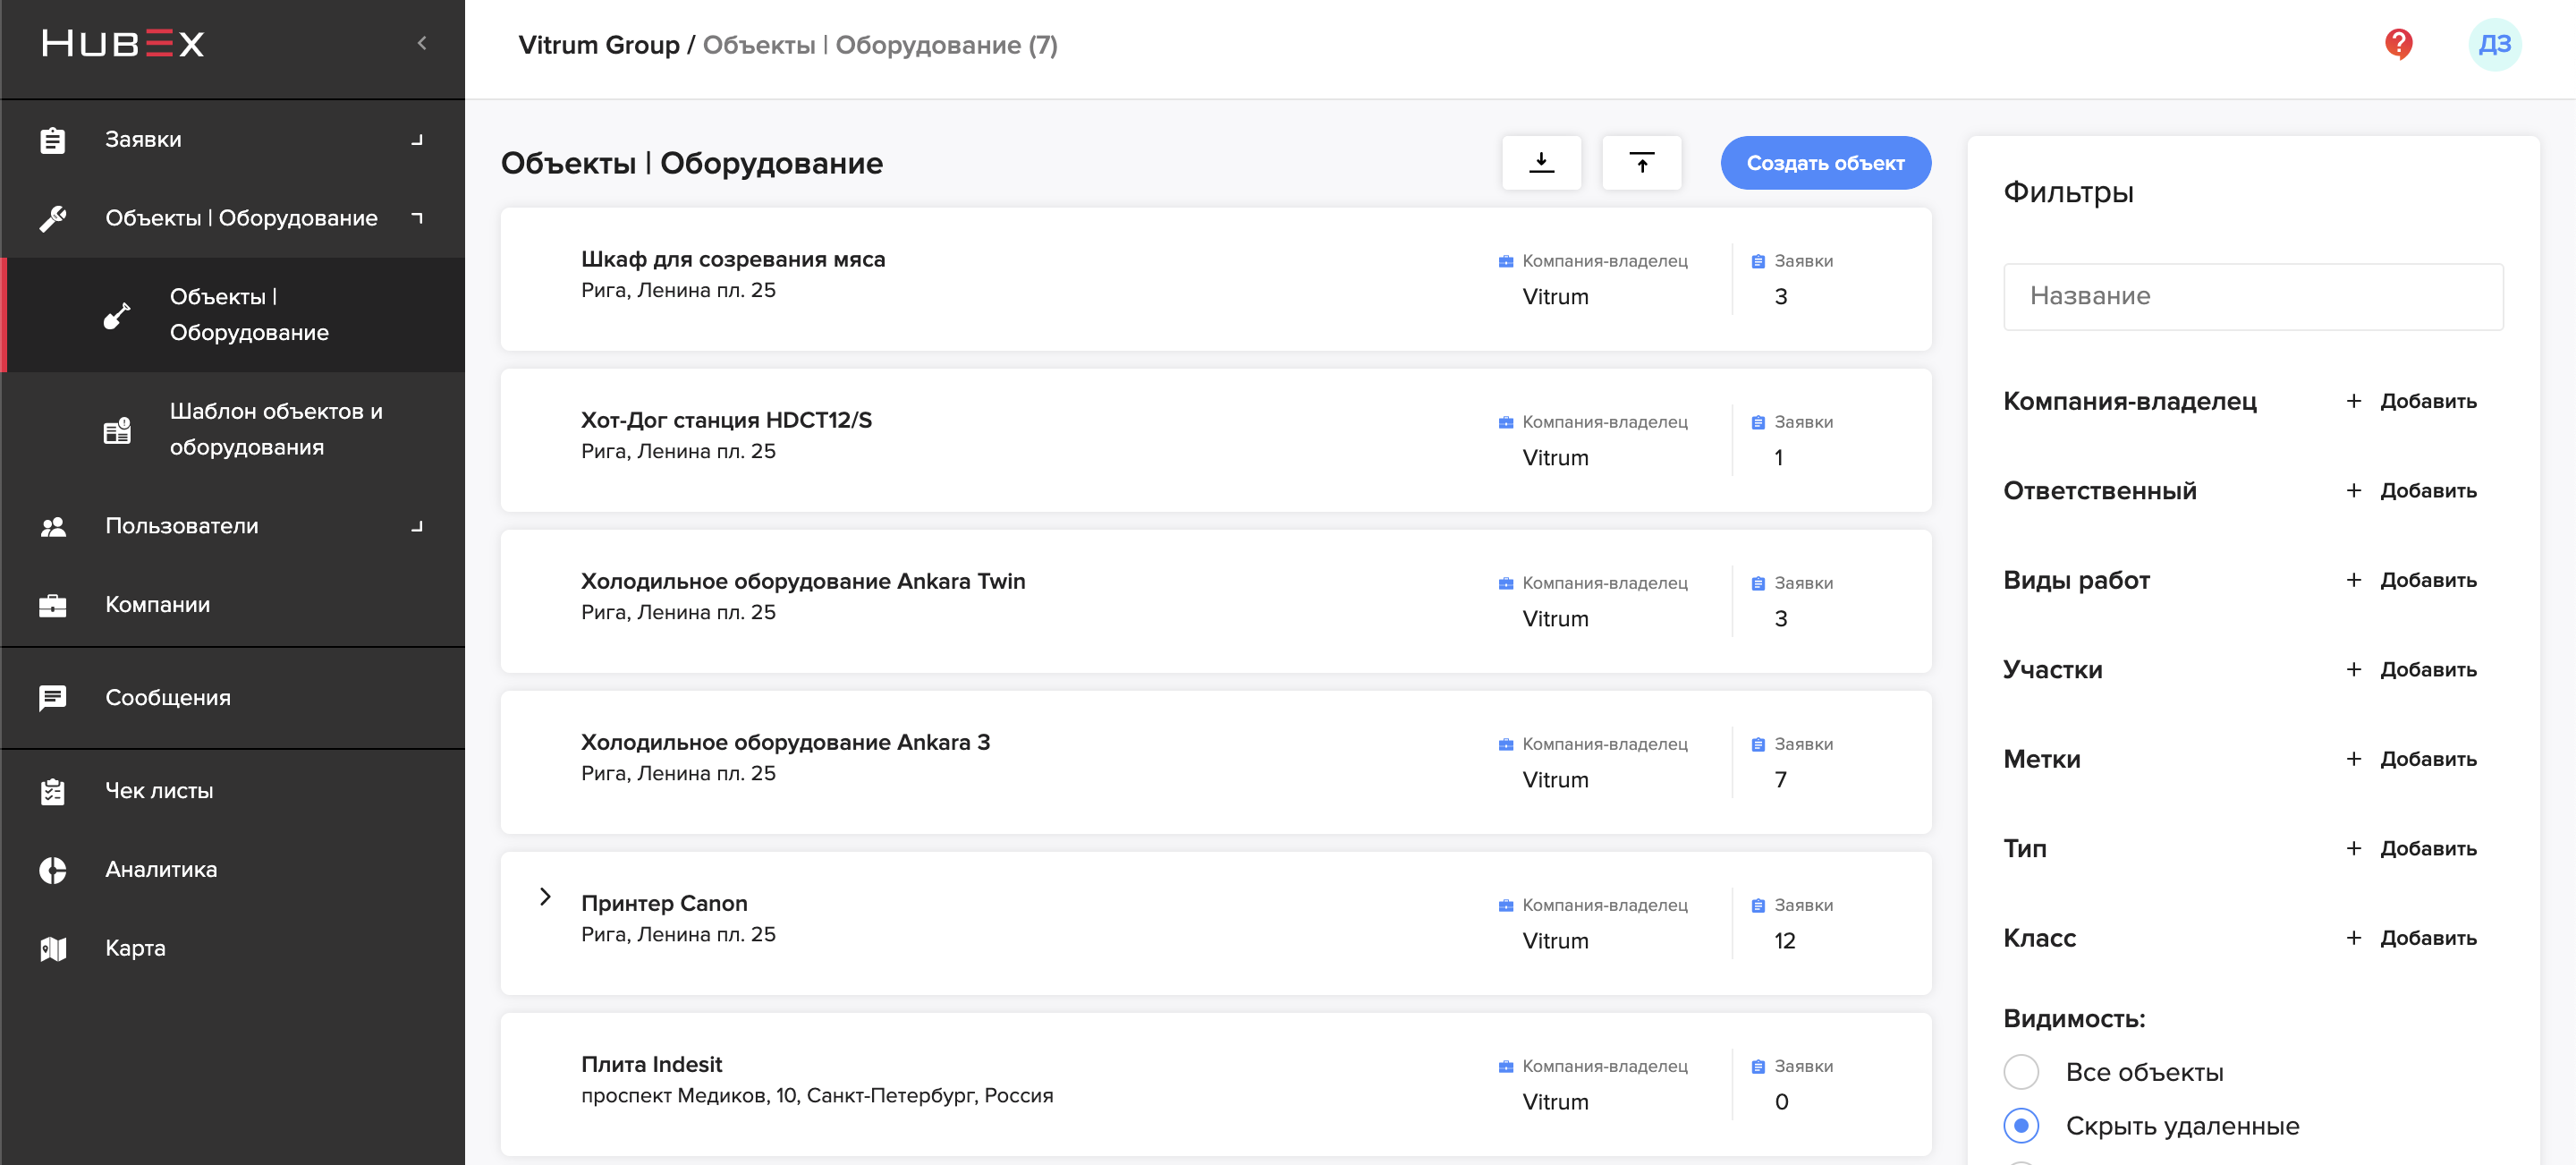 HUBEX
Заявки
Объекты | Оборудование
Объекты |
Оборудование
Шаблон объектов и
оборудования
Пользователи
Компании
Сообщения
Чек листы
Аналитика
Карта
Vitrum Group / Объекты | Оборудование (7)
ДЗ
Объекты | Оборудование
Создать объект
Шкаф для созревания мяса
Рига, Ленина пл. 25
Компания-владелец
Vitrum
Заявки
3
Хот-Дог станция HDCT12/S
Рига, Ленина пл. 25
Компания-владелец
Vitrum
Заявки
1
Холодильное оборудование Ankara Twin
Рига, Ленина пл. 25
Компания-владелец
Vitrum
Заявки
3
Холодильное оборудование Ankara 3
Рига, Ленина пл. 25
Компания-владелец
Vitrum
Заявки
7
Принтер Canon
Рига, Ленина пл. 25
Компания-владелец
Vitrum
Заявки
12
Плита Indesit
проспект Медиков, 10, Санкт-Петербург, Россия
Компания-владелец
Vitrum
Заявки
0
Фильтры
Название
Компания-владелец + Добавить
Ответственный + Добавить
Виды работ + Добавить
Участки + Добавить
Метки + Добавить
Тип + Добавить
Класс + Добавить
Видимость:
Все объекты
Скрыть удаленные